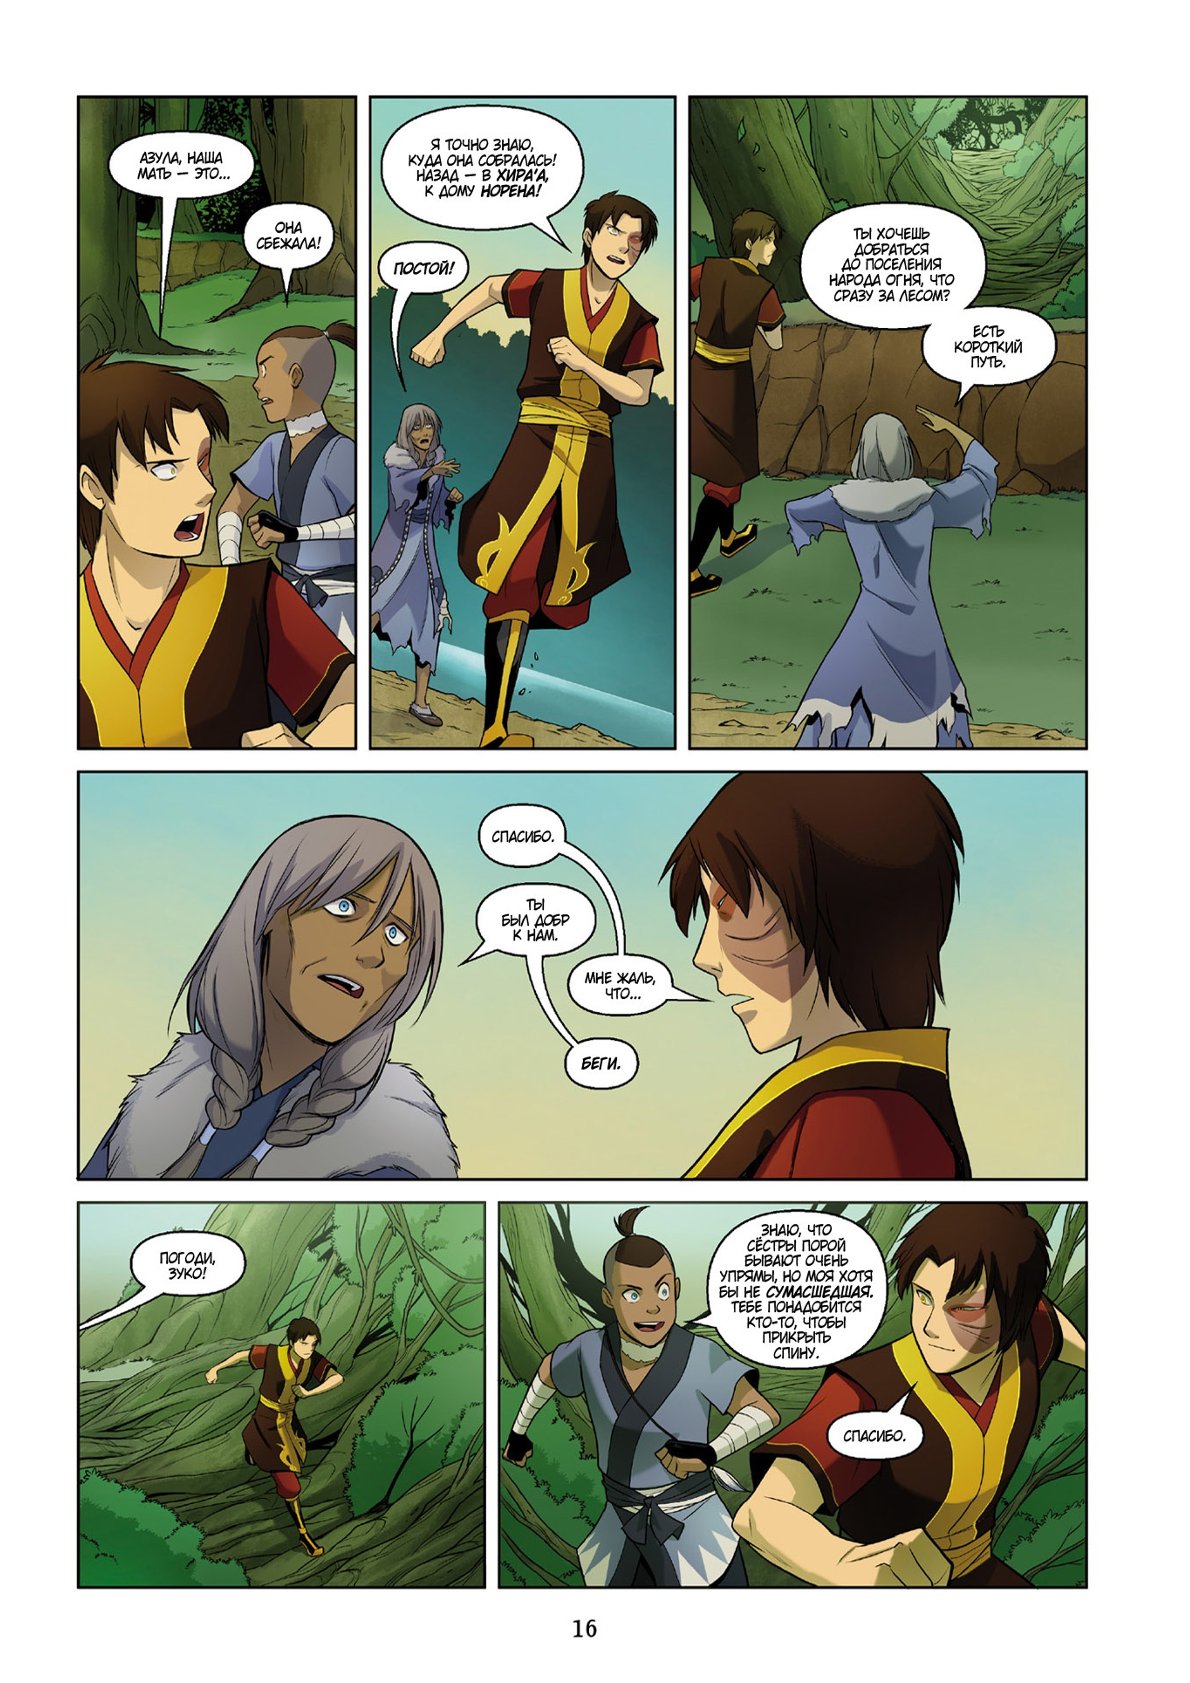 АЗУЛА, НАША
МАТЬ — ЭТО...
ОНА
СБЕЖАЛА!
Я ТОЧНО ЗНАЮ,
КУДА ОНА СОБРАЛАСЬ!
НАЗАД — В ХИРА'А,
К ДОМУ НОРЕНА!
ПОСТОЙ!
ТЫ ХОЧЕШЬ
ДОБРАТЬСЯ
ДО ПОСЕЛЕНИЯ
НАРОДА ОГНЯ, ЧТО
СРАЗУ ЗА ЛЕСОМ?
ЕСТЬ
КОРОТКИЙ
ПУТЬ.
СПАСИБО.
ТЫ
БЫЛ ДОБР
К НАМ.
МНЕ ЖАЛЬ,
ЧТО...
БЕГИ.
ПОГОДИ,
ЗУКО!
ЗНАЮ, ЧТО
СЁСТРЫ ПОРОЙ
БЫВАЮТ ОЧЕНЬ
УПРЯМЫ, НО МОЯ ХОТЯ
БЫ НЕ СУМАСШЕДШАЯ.
ТЕБЕ ПОНАДОБИТСЯ
КТО-ТО, ЧТОБЫ
ПРИКРЫТЬ
СПИНУ.
СПАСИБО.
16